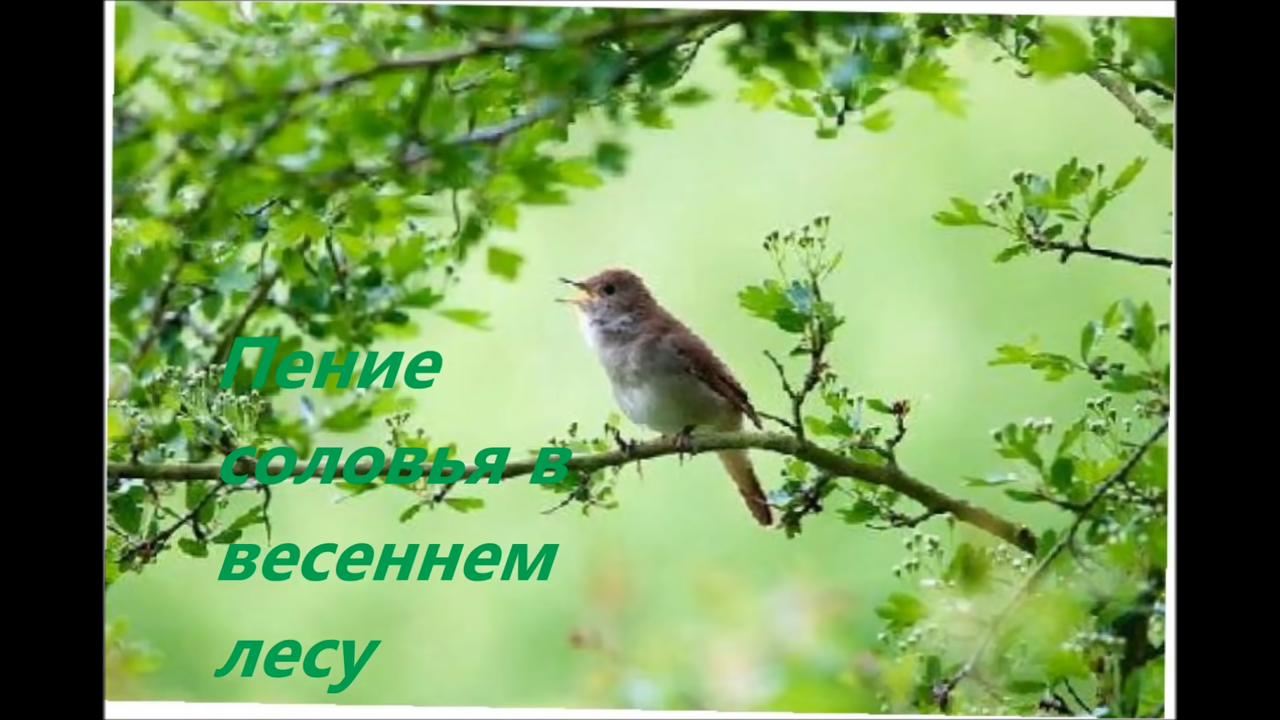 Пение
соловья в
весеннем
лесу